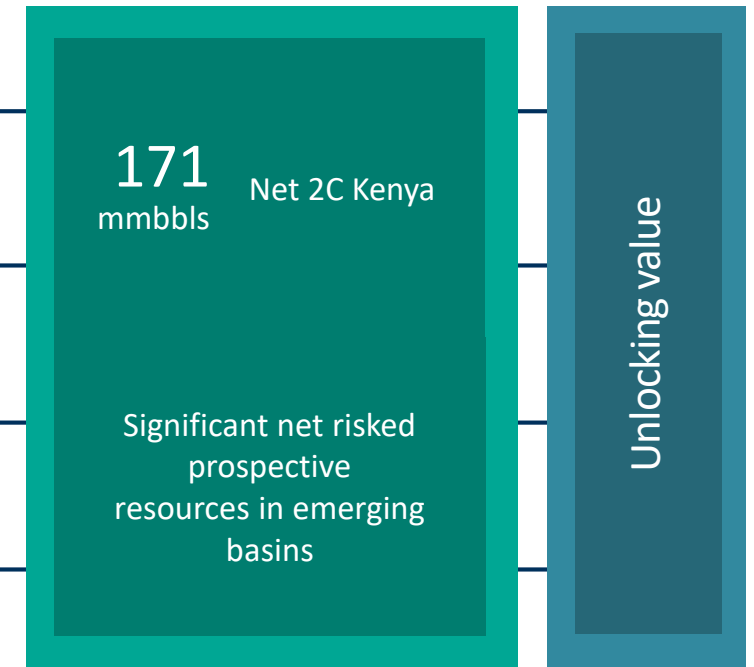 171
mmbbls
Net 2C Kenya
Significant net risked
prospective
resources in emerging
basins
Unlocking value